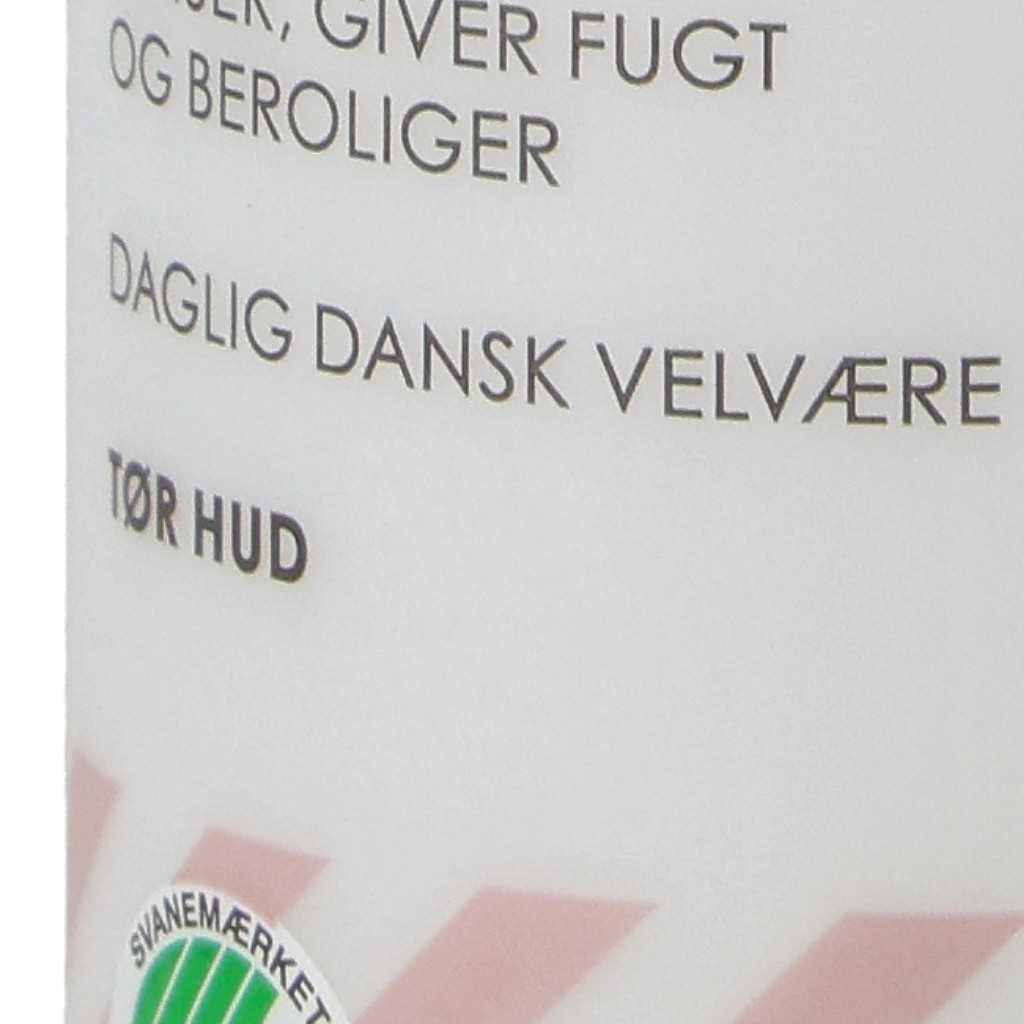 GIVER FUGT
OG BEROLIGER
DAGLIG DANSK VELVÆRE
TØR HUD
SVANEMÆRKET